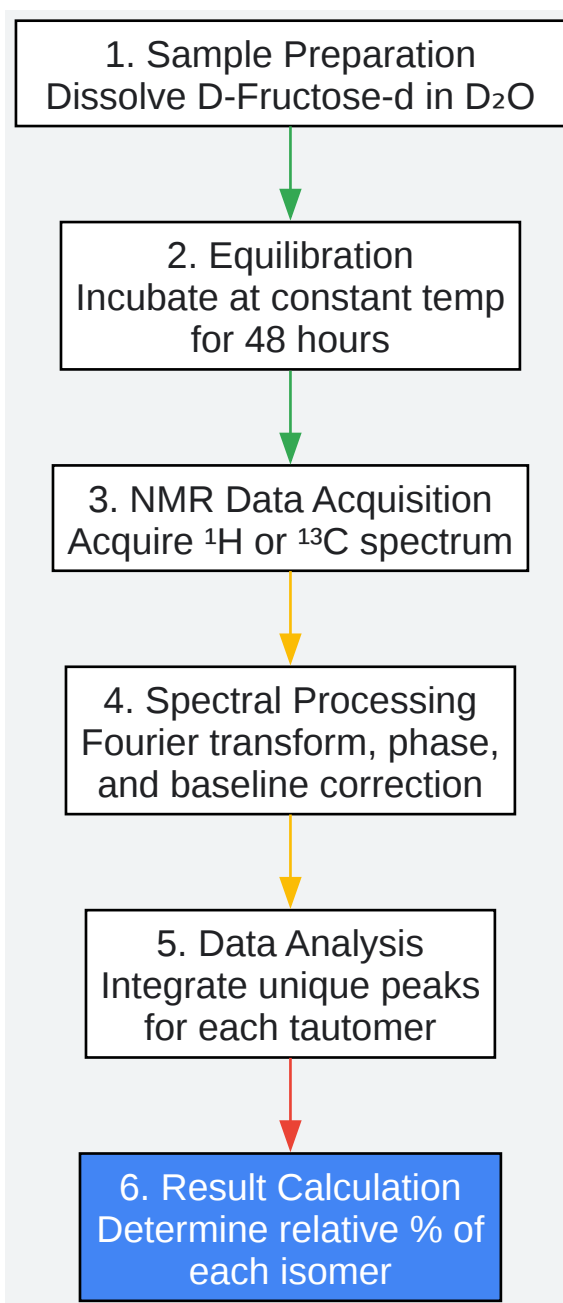 1. Sample Preparation
Dissolve D-Fructose-d in D₂O
2. Equilibration
Incubate at constant temp
for 48 hours
3. NMR Data Acquisition
Acquire ¹H or ¹³C spectrum
4. Spectral Processing
Fourier transform, phase,
and baseline correction
5. Data Analysis
Integrate unique peaks
for each tautomer
6. Result Calculation
Determine relative % of
each isomer